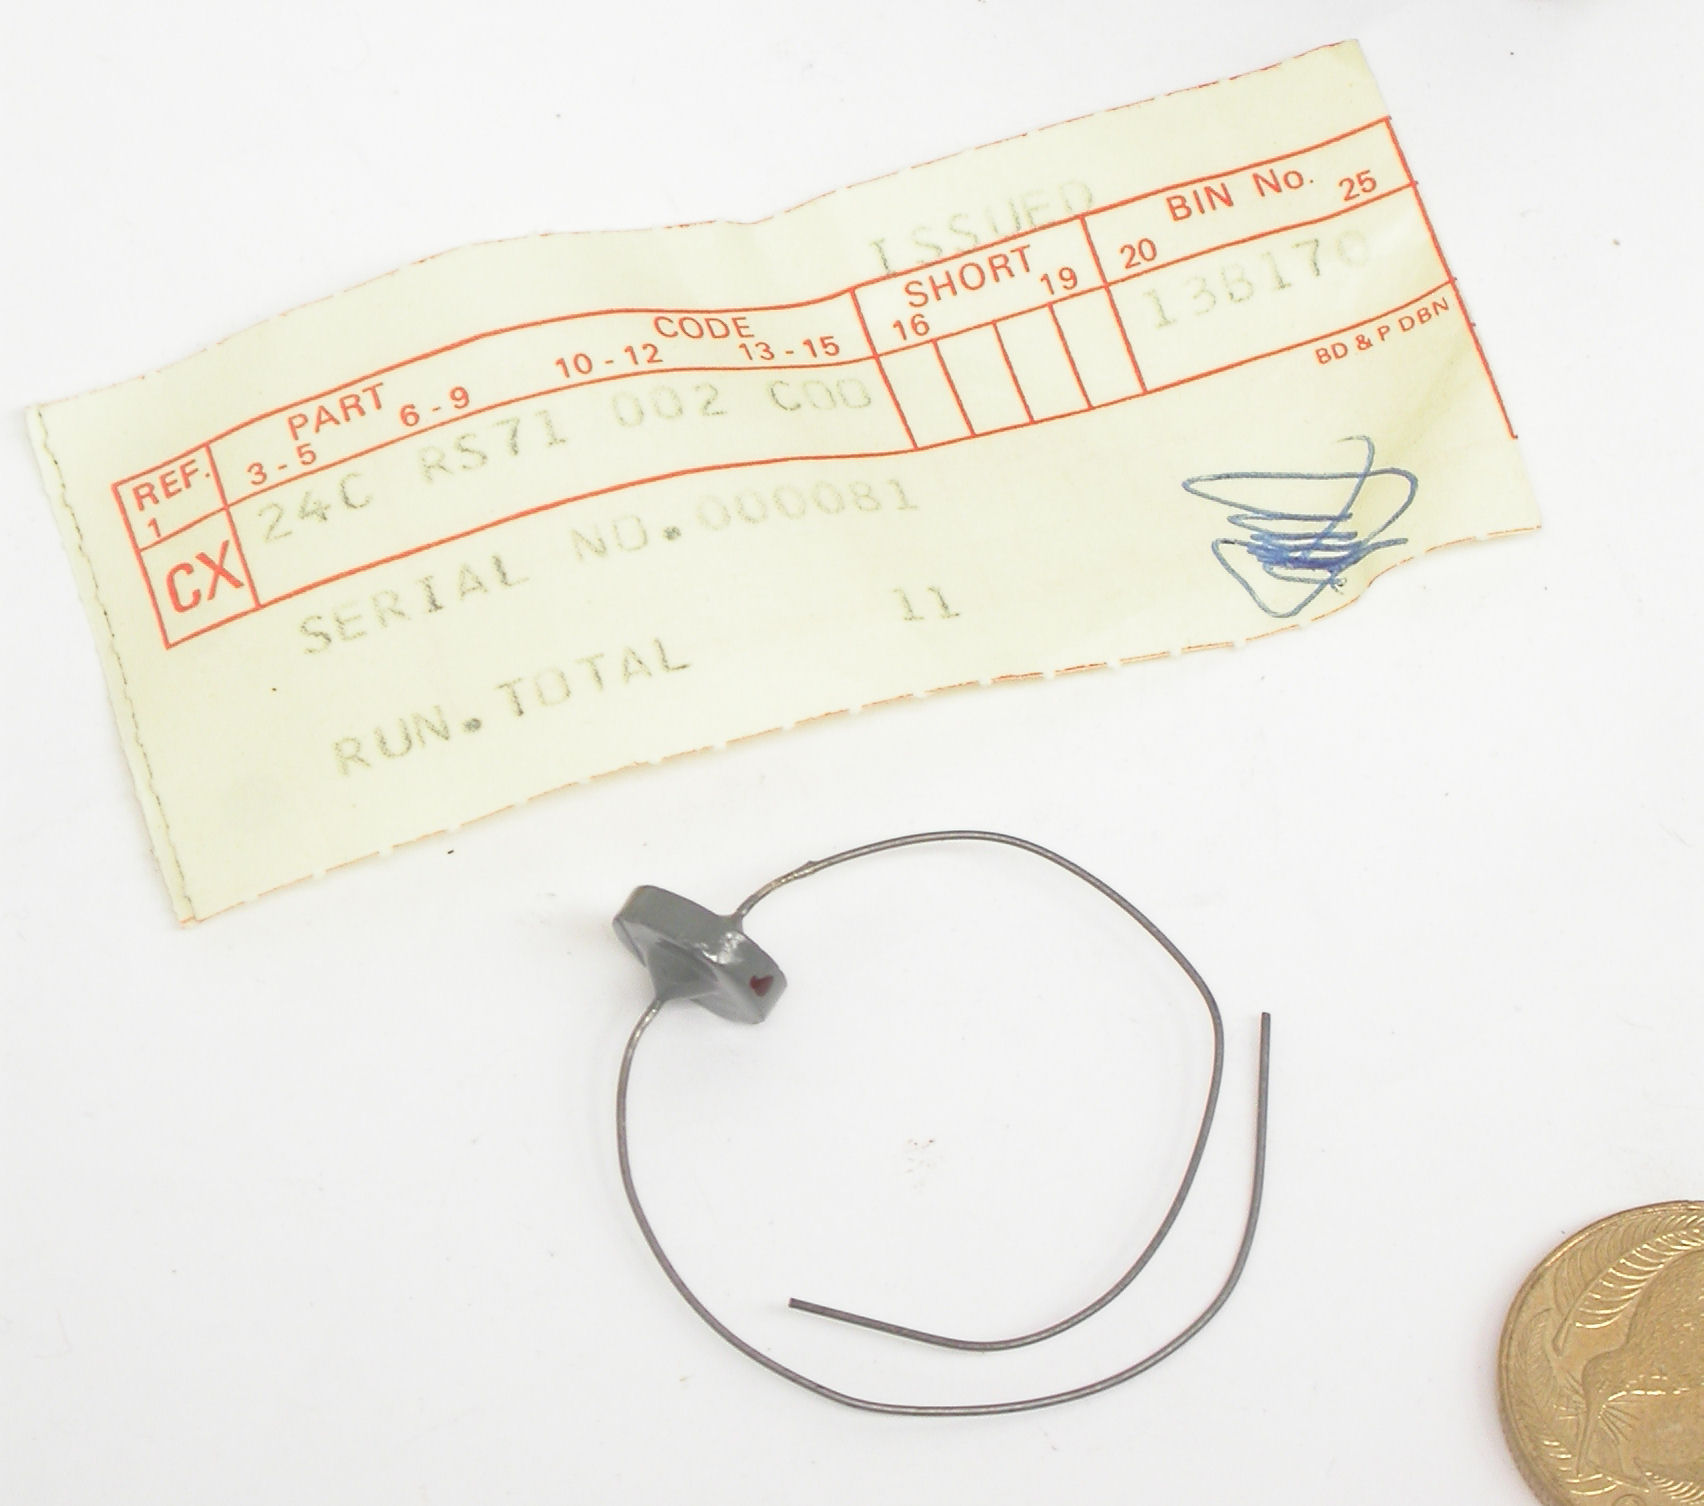 ISSUED
PART CODE SHORT BIN No.
REF. 3 - 5 6 - 9 10 - 12 13 - 15 16 19 20 25
1
CX 24C RS71 002 C00 13B170
BD & P DBN
SERIAL NO.000081
RUN.TOTAL 11